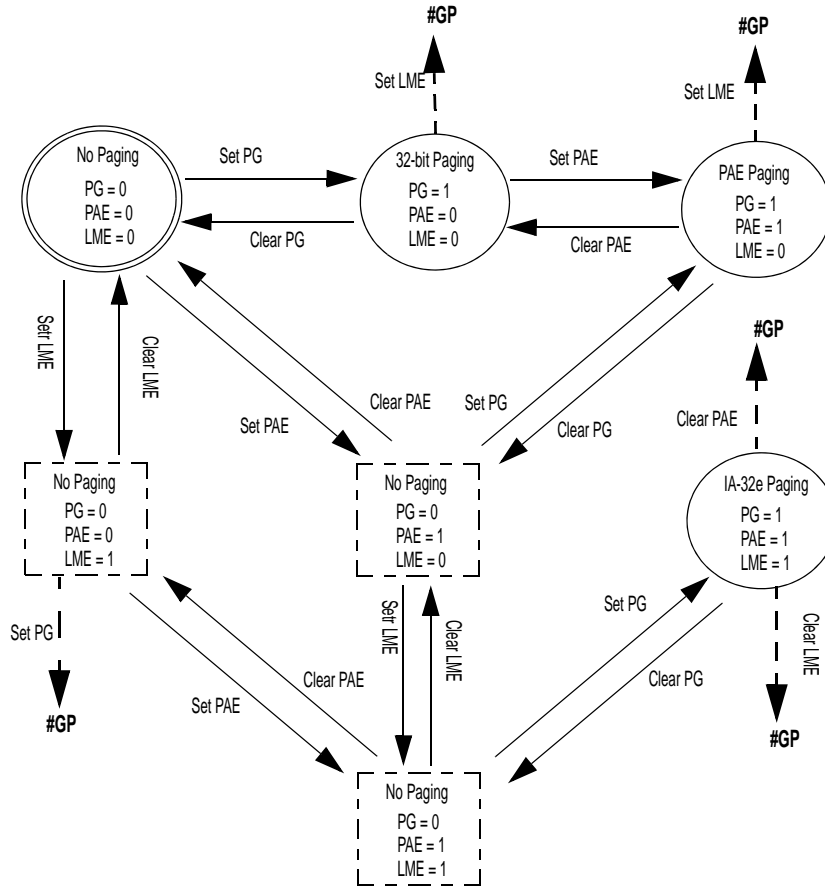 #GP
#GP
Set LME
Set LME
No Paging
PG = 0
PAE = 0
LME = 0
Set PG
Clear PG
32-bit Paging
PG = 1
PAE = 0
LME = 0
Set PAE
Clear PAE
PAE Paging
PG = 1
PAE = 1
LME = 0
Setr LME
Clear LME
Set PAE
Clear PAE
Set PG
Clear PG
#GP
Clear PAE
No Paging
PG = 0
PAE = 0
LME = 1
No Paging
PG = 0
PAE = 1
LME = 0
IA-32e Paging
PG = 1
PAE = 1
LME = 1
Set PG
#GP
Set PAE
Clear PAE
Setr LME
Clear LME
Set PG
Clear PG
Clear LME
#GP
No Paging
PG = 0
PAE = 1
LME = 1